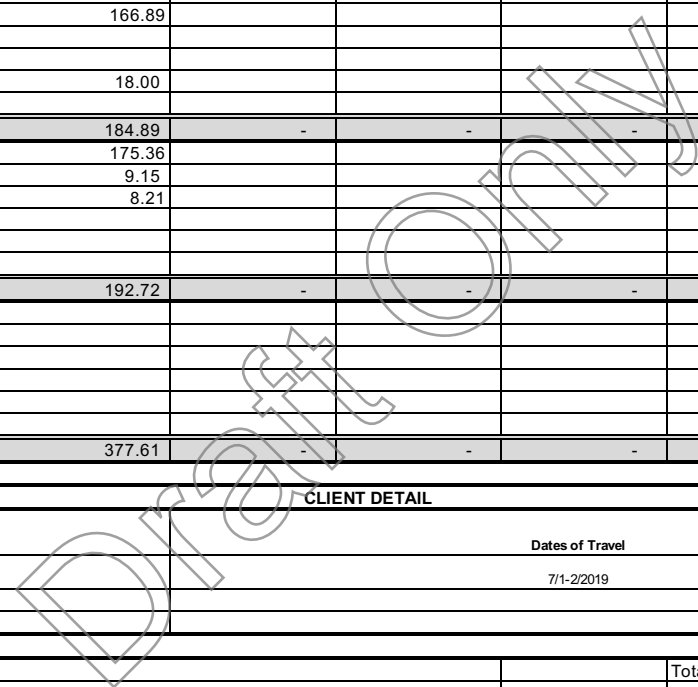 166.89
18.00
184.89 - - -
175.36
9.15
8.21
192.72 - - -
377.61 - - -
CLIENT DETAIL
Dates of Travel
7/1-2/2019
Tota
Draft Only